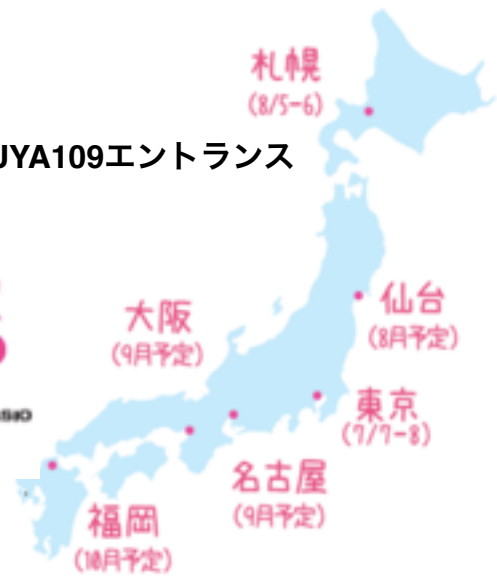 札幌
(8/5-6)
UYA109エントランス
仙台
(8月予定)
大阪
(9月予定)
東京
(7/7-8)
名古屋
(9月予定)
福岡
(10月予定)